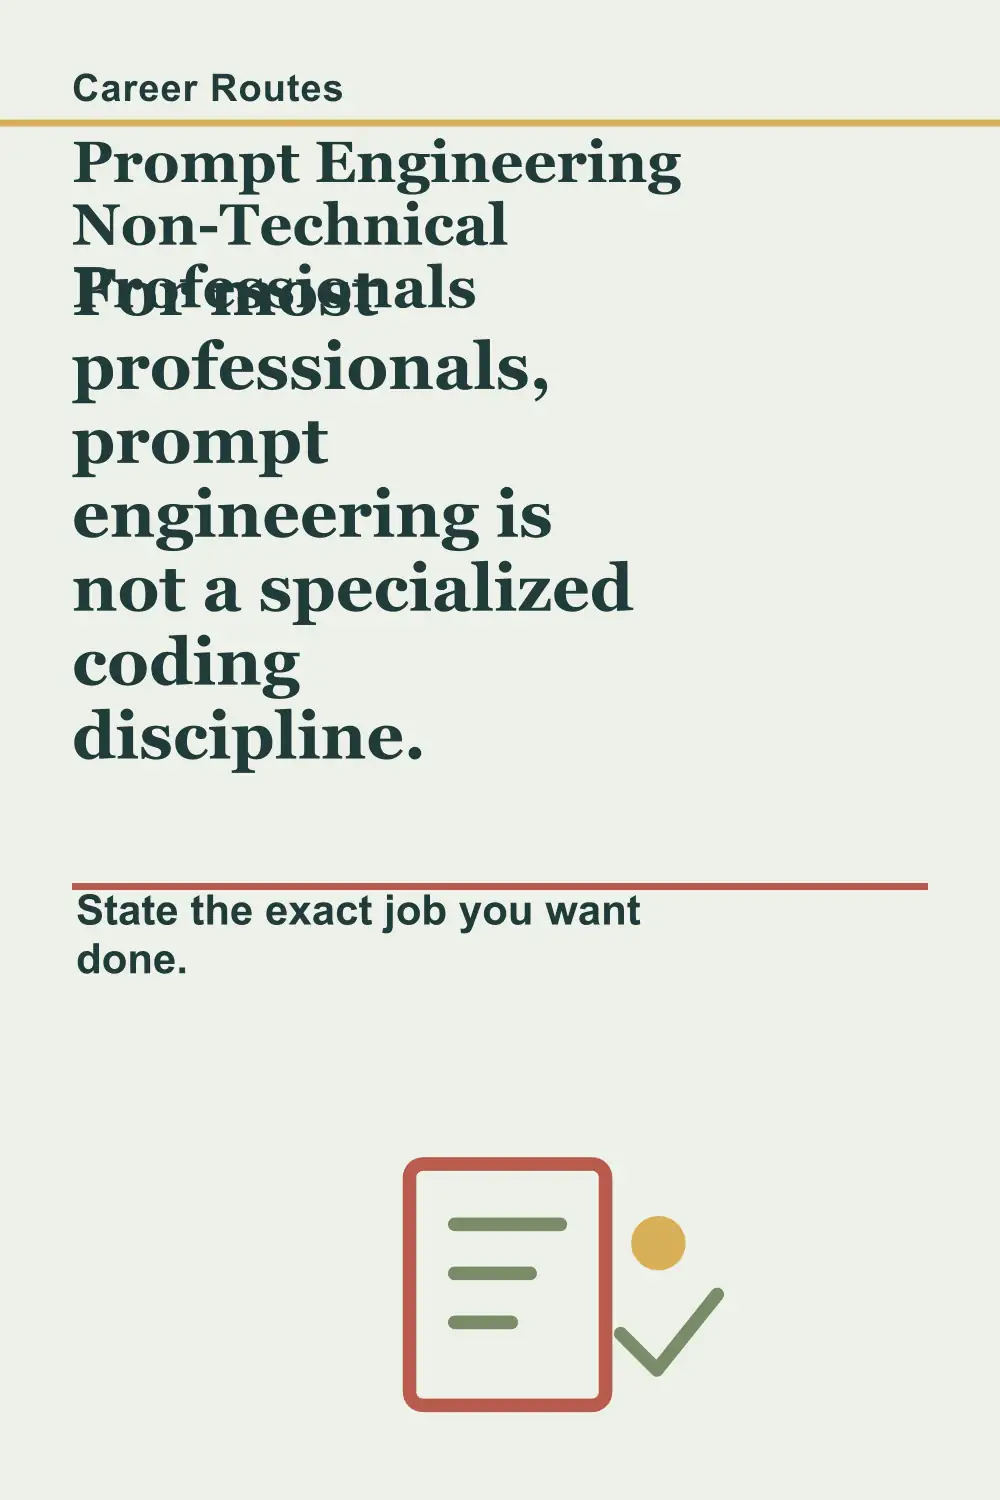 Career Routes
Prompt Engineering
Non-Technical
Professionals
For most
professionals,
prompt
engineering is
not a specialized
coding
discipline.
State the exact job you want
done.